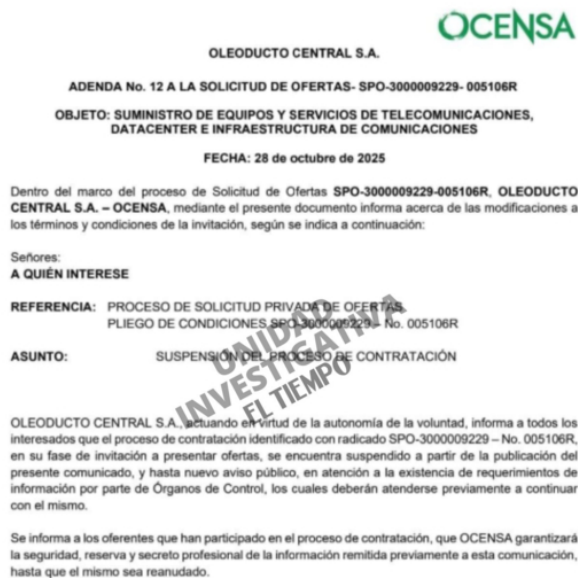 OCENSA
OLEODUCTO CENTRAL S.A.
ADENDA No. 12 A LA SOLICITUD DE OFERTAS- SPO-3000009229- 005106R
OBJETO: SUMINISTRO DE EQUIPOS Y SERVICIOS DE TELECOMUNICACIONES,
DATACENTER E INFRAESTRUCTURA DE COMUNICACIONES
FECHA: 28 de octubre de 2025
Dentro del marco del proceso de Solicitud de Ofertas SPO-3000009229-005106R, OLEODUCTO
CENTRAL S.A. – OCENSA, mediante el presente documento informa acerca de las modificaciones a
los términos y condiciones de la invitación, según se indica a continuación:
Señores:
A QUIÉN INTERESE
REFERENCIA: PROCESO DE SOLICITUD PRIVADA DE OFERTAS
PLIEGO DE CONDICIONES SPO-3000009229 – No. 005106R
ASUNTO: SUSPENSIÓN DEL PROCESO DE CONTRATACIÓN
UNIDAD
INVESTIGATIVA
EL TIEMPO
OLEODUCTO CENTRAL S.A., actuando en virtud de la autonomía de la voluntad, informa a todos los
interesados que el proceso de contratación identificado con radicado SPO-3000009229 – No. 005106R,
en su fase de invitación a presentar ofertas, se encuentra suspendido a partir de la publicación del
presente comunicado, y hasta nuevo aviso público, en atención a la existencia de requerimientos de
información por parte de Órganos de Control, los cuales deberán atenderse previamente a continuar
con el mismo.
Se informa a los oferentes que han participado en el proceso de contratación, que OCENSA garantizará
la seguridad, reserva y secreto profesional de la información remitida previamente a esta comunicación,
hasta que el mismo sea reanudado.